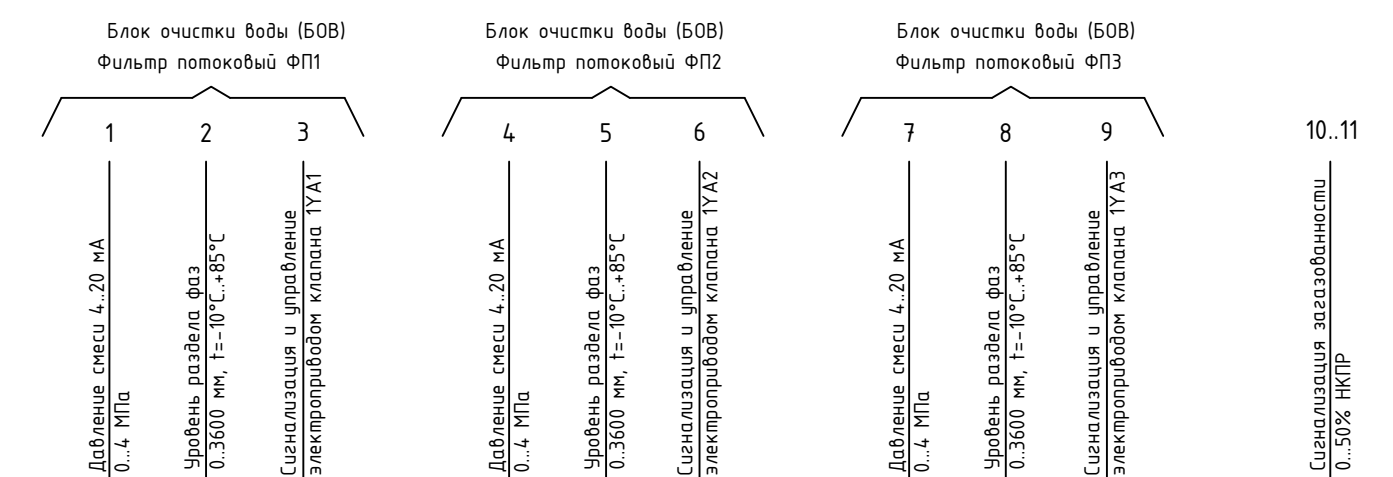 Блок очистки воды (БОВ)
Фильтр потоковый ФП1
1
2
3
Давление смеси 4..20 мА
0...4 МПа
Уровень раздела фаз
0..3600 мм, t=-10°С..+85°С
Сигнализация и управление
электроприводом клапана 1YA1
Блок очистки воды (БОВ)
Фильтр потоковый ФП2
4
5
6
Давление смеси 4..20 мА
0...4 МПа
Уровень раздела фаз
0..3600 мм, t=-10°С..+85°С
Сигнализация и управление
электроприводом клапана 1YA2
Блок очистки воды (БОВ)
Фильтр потоковый ФП3
7
8
9
Давление смеси 4..20 мА
0...4 МПа
Уровень раздела фаз
0..3600 мм, t=-10°С..+85°С
Сигнализация и управление
электроприводом клапана 1YA3
10..11
Сигнализация загазованности
0...50% НКПР